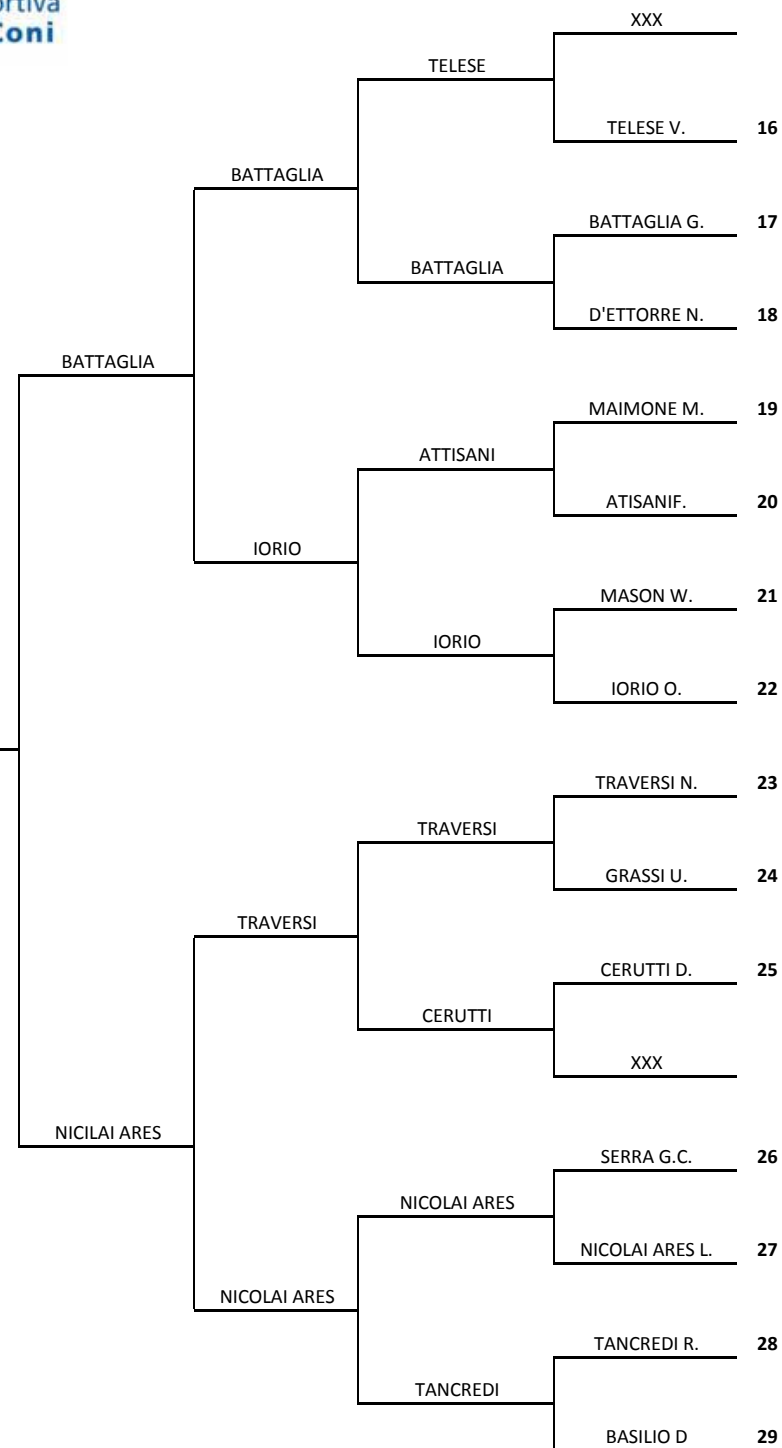 Coni
XXX
TELESE
TELESE V. 16
BATTAGLIA
BATTAGLIA G. 17
BATTAGLIA
D'ETTORRE N. 18
BATTAGLIA
MAIMONE M. 19
ATTISANI
ATISANIF. 20
IORIO
MASON W. 21
IORIO
IORIO O. 22
TRAVERSI N. 23
TRAVERSI
GRASSI U. 24
TRAVERSI
CERUTTI D. 25
CERUTTI
XXX
NICILAI ARES
SERRA G.C. 26
NICOLAI ARES
NICOLAI ARES L. 27
NICOLAI ARES
TANCREDI R. 28
TANCREDI
BASILIO D 29